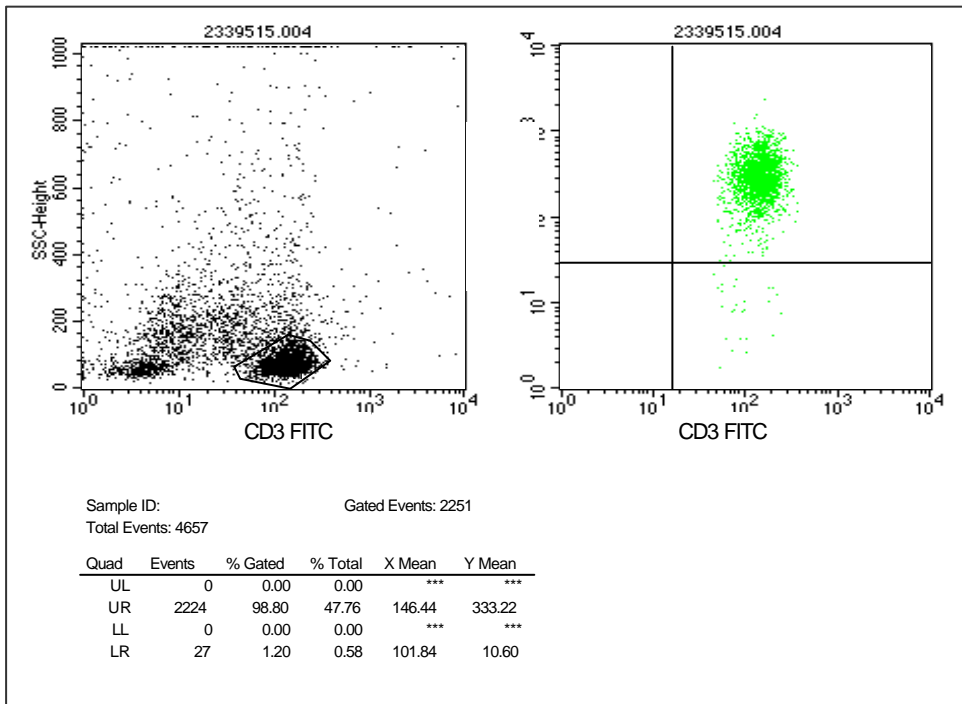 2339515.004
1000
800
600
400
200
0
SSC-Height
10^0 10^1 10^2 10^3 10^4
CD3 FITC
2339515.004
10^4
10^3
10^2
10^1
10^0
10^0 10^1 10^2 10^3 10^4
CD3 FITC
Sample ID: Gated Events: 2251
Total Events: 4657
Quad Events % Gated % Total X Mean Y Mean
UL 0 0.00 0.00 *** ***
UR 2224 98.80 47.76 146.44 333.22
LL 0 0.00 0.00 *** ***
LR 27 1.20 0.58 101.84 10.60